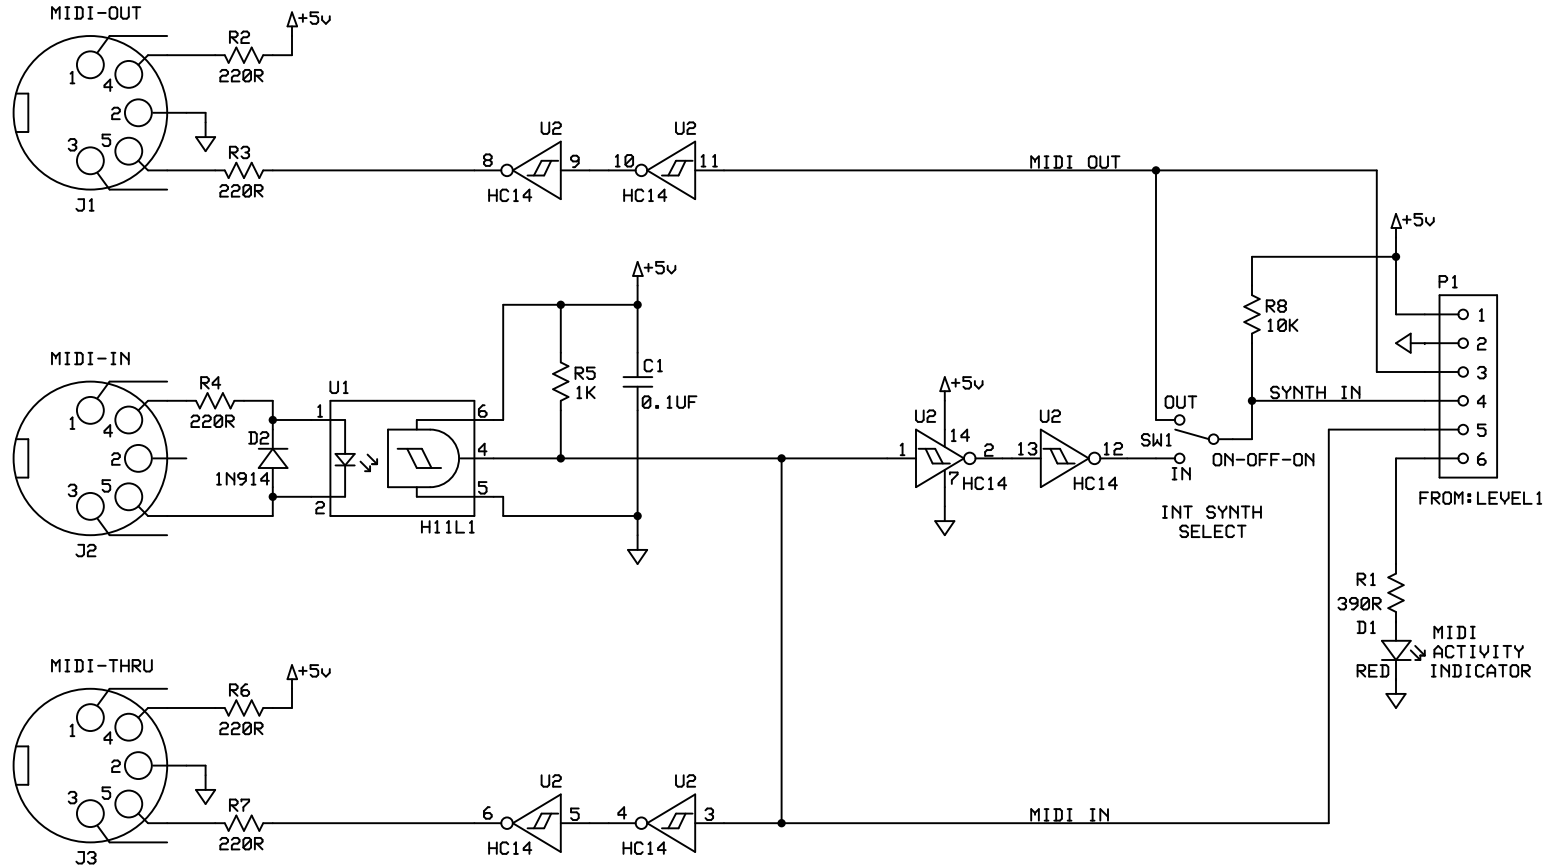 MIDI-OUT
+5v
R2
220R
1
4
2
3
5
J1
R3
220R
U2
8
9
HC14
U2
10
11
HC14
MIDI OUT
+5v
P1
1
2
3
4
5
6
FROM:LEVEL1
R8
10K
SYNTH IN
OUT
SW1
IN
ON-OFF-ON
INT SYNTH
SELECT
MIDI-IN
1
4
2
3
5
J2
R4
220R
D2
1N914
U1
1
2
6
4
5
H11L1
+5v
R5
1K
C1
0.1UF
+5v
U2
1
14
2
7
HC14
U2
13
12
HC14
R1
390R
D1
RED
MIDI
ACTIVITY
INDICATOR
MIDI-THRU
+5v
R6
220R
1
4
2
3
5
J3
R7
220R
U2
6
5
HC14
U2
4
3
HC14
MIDI IN